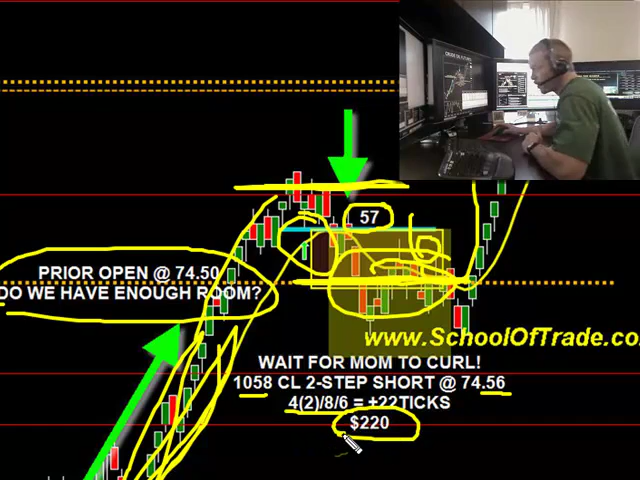 57
PRIOR OPEN @ 74.50
DO WE HAVE ENOUGH ROOM?
www.SchoolOfTrade.co
WAIT FOR MOM TO CURL!
1058 CL 2-STEP SHORT @ 74.56
4(2)/8/6 = +22TICKS
$220